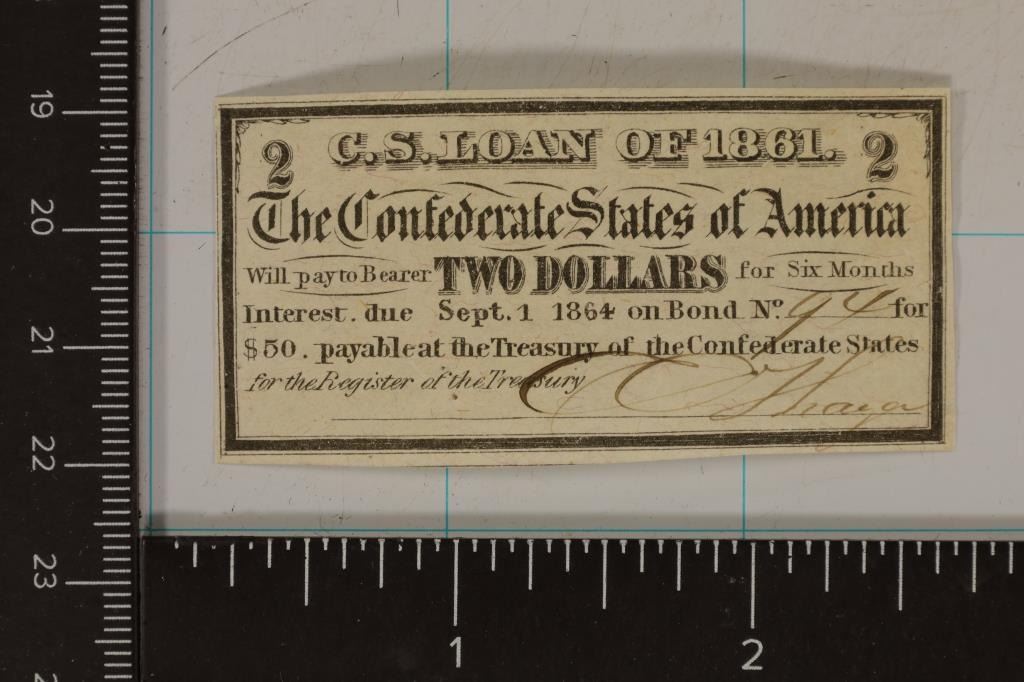 2 C. S. LOAN OF 1861. 2
The Confederate States of America
Will pay to Bearer TWO DOLLARS for Six Months
Interest. due Sept. 1 1864 on Bond No. 94 for
$50. payable at the Treasury of the Confederate States
for the Register of the Treasury
19
20
21
22
23
1 2